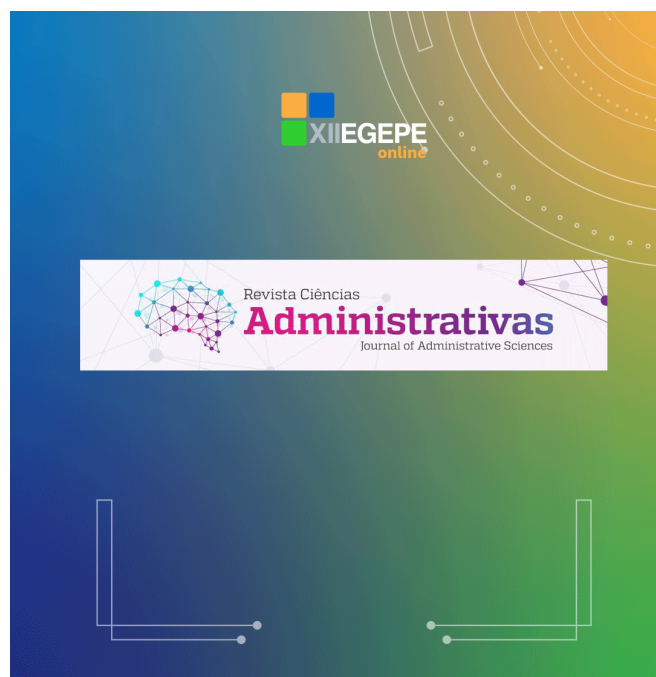 XIIEGEPE
online
Revista Ciências
Administrativas
Journal of Administrative Sciences